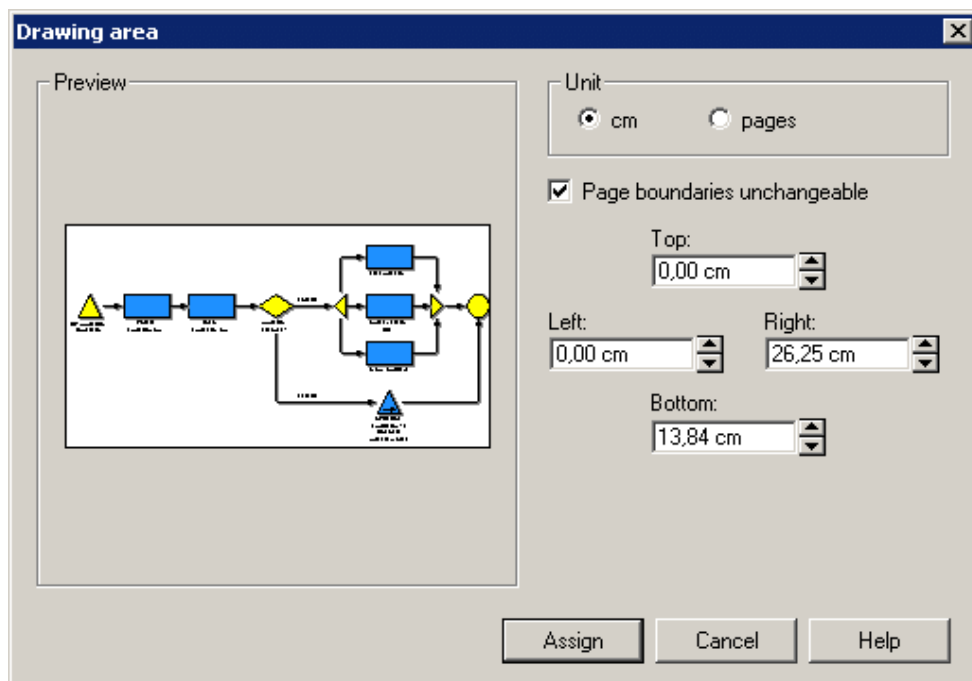 Drawing area
Preview
Unit
cm
pages
Page boundaries unchangeable
Top:
0,00 cm
Left:
Right:
0,00 cm
26,25 cm
Bottom:
13,84 cm
Assign
Cancel
Help